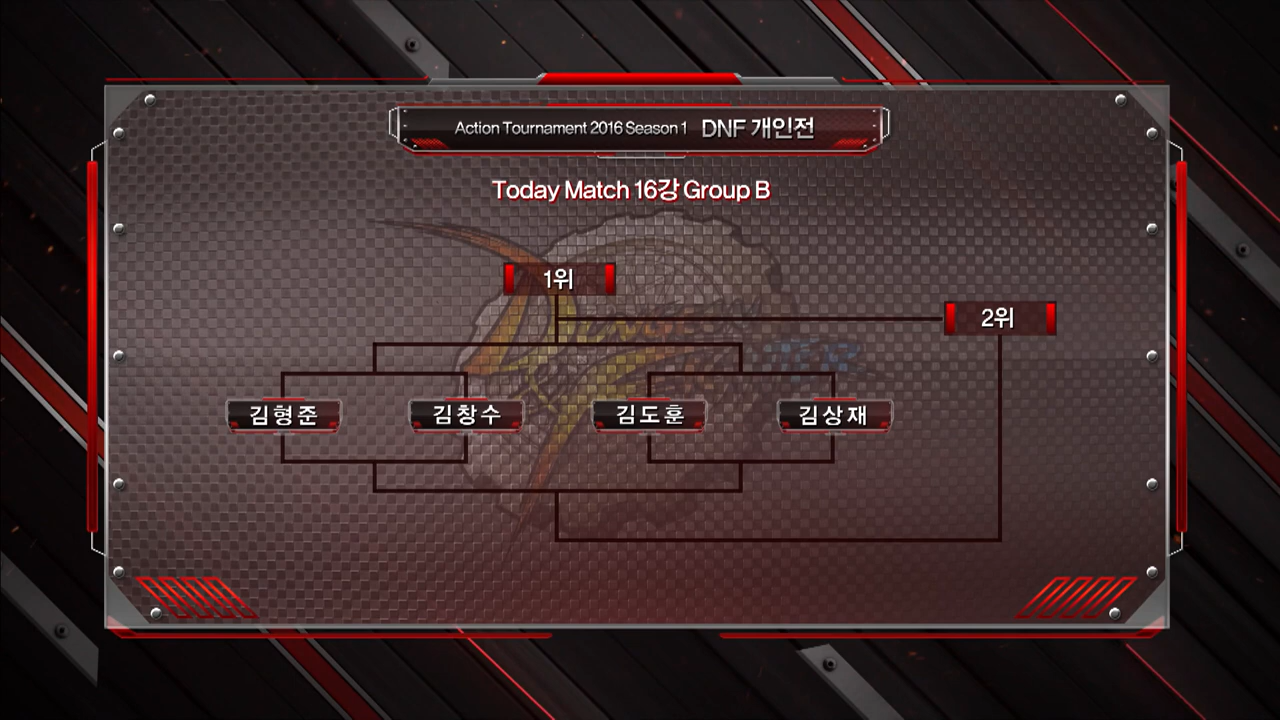 Action Tournament 2016 Season 1 DNF 개인전
Today Match 16강 Group B
1위
2위
김형준 김창수 김도훈 김상재